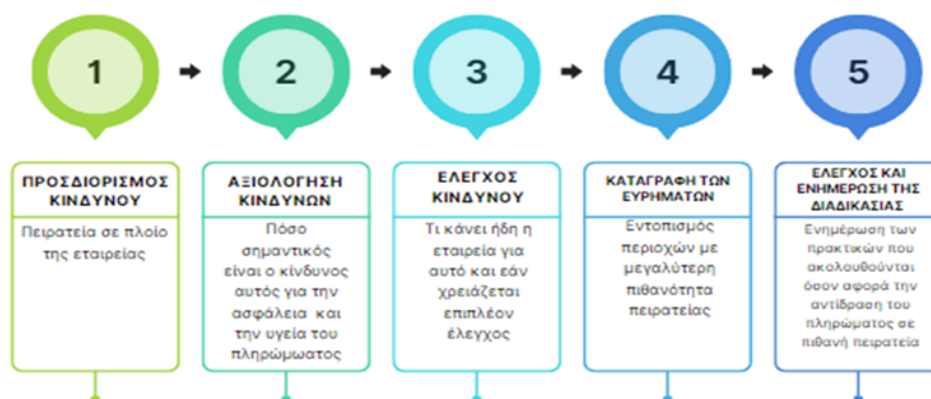 1
2
3
4
5
ΠΡΟΣΔΙΟΡΙΣΜΟΣ
ΚΙΝΔΥΝΟΥ
Πειρατεία σε πλοίο
της εταιρείας
ΑΞΙΟΛΟΓΗΣΗ
ΚΙΝΔΥΝΩΝ
Πόσο
σημαντικός
είναι ο κίνδυνος
αυτός για την
ασφάλεια και
την υγεία του
πληρώμωατος
ΕΛΕΓΧΟΣ
ΚΙΝΔΥΝΟΥ
Τι κάνει ήδη η
εταιρεία για
αυτό και εάν
χρειάζεται
επιπλέον
έλεγχος
ΚΑΤΑΓΡΑΦΗ ΤΩΝ
ΕΥΡΗΜΑΤΩΝ
Εντοπισμός
περιοχών με
μεγαλύτερη
πιθανότητα
πειρατείας
ΕΛΕΓΧΟΣ ΚΑΙ
ΕΝΗΜΕΡΩΣΗ ΤΗΣ
ΔΙΑΔΙΚΑΣΙΑΣ
Ενημέρωση των
πρακτικών που
ακολουθούνται
όσον αφορά την
αντίδραση του
πληρώματος σε
πιθανή πειρατεία